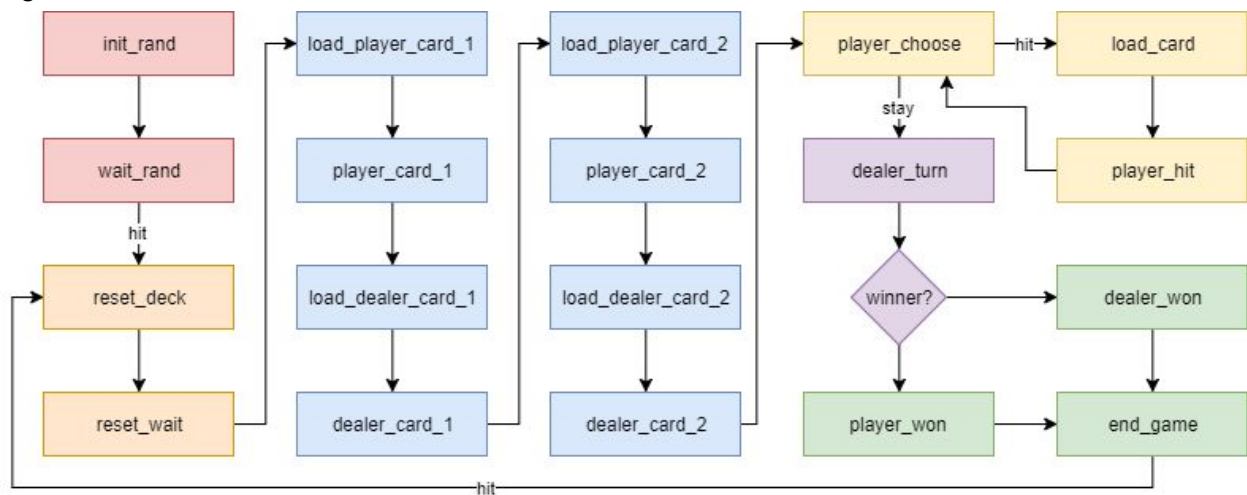 init_rand
load_player_card_1
load_player_card_2
player_choose
hit
load_card
stay
wait_rand
player_card_1
player_card_2
dealer_turn
player_hit
hit
reset_deck
load_dealer_card_1
load_dealer_card_2
winner?
dealer_won
reset_wait
dealer_card_1
dealer_card_2
player_won
end_game
hit